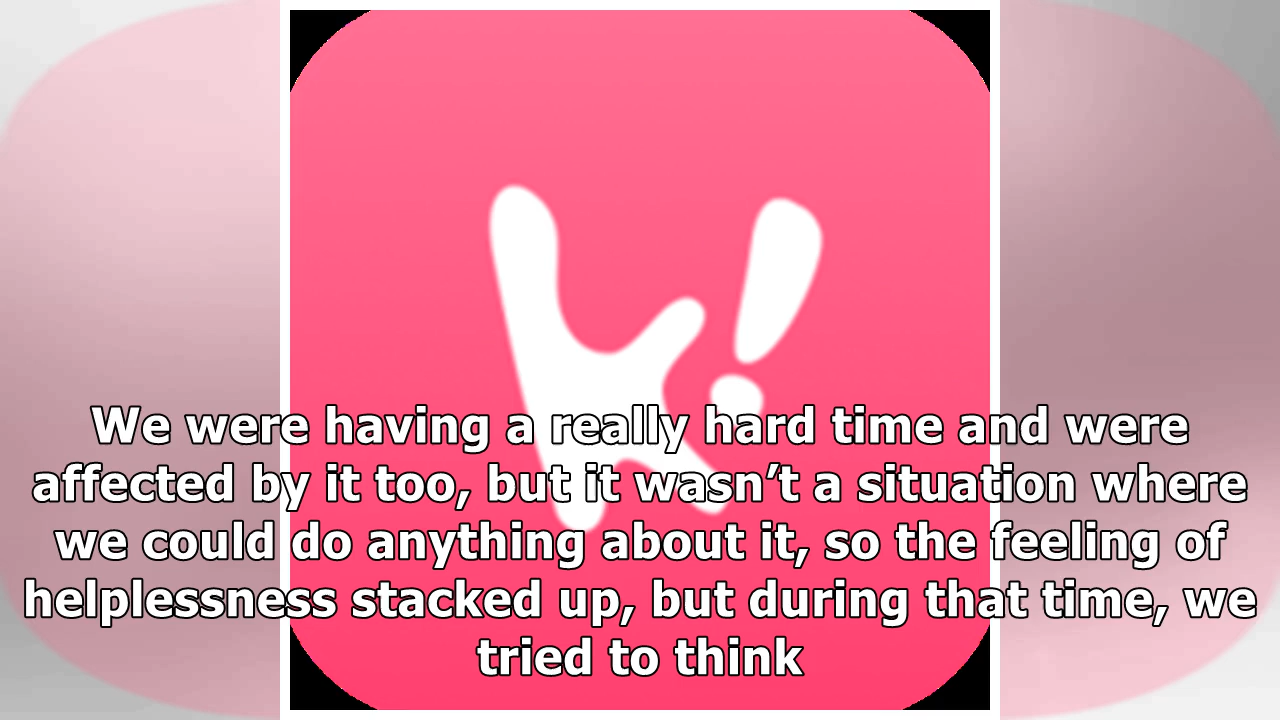 k!
We were having a really hard time and were
affected by it too, but it wasn’t a situation where
we could do anything about it, so the feeling of
helplessness stacked up, but during that time, we
tried to think